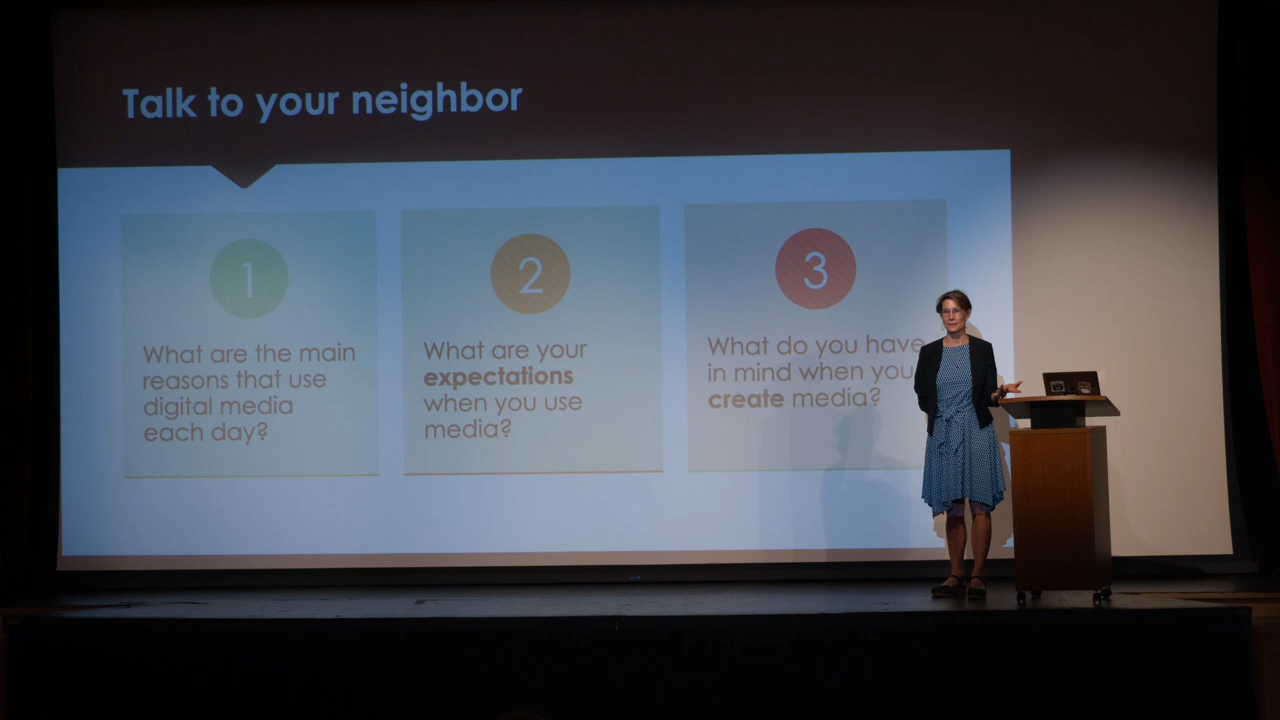 Talk to your neighbor
1
What are the main
reasons that use
digital media
each day?
2
What are your
expectations
when you use
media?
3
What do you have
in mind when you
create media?